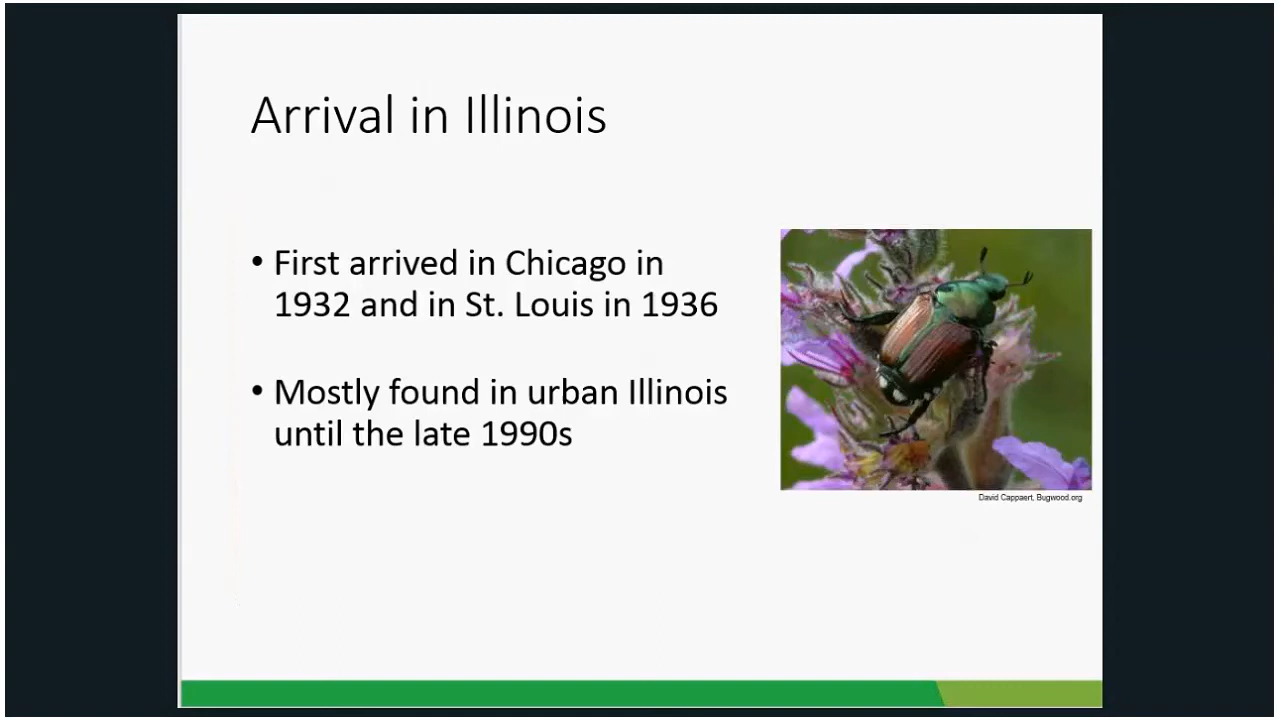 Arrival in Illinois
• First arrived in Chicago in
1932 and in St. Louis in 1936
• Mostly found in urban Illinois
until the late 1990s
David Cappaert, Bugwood.org